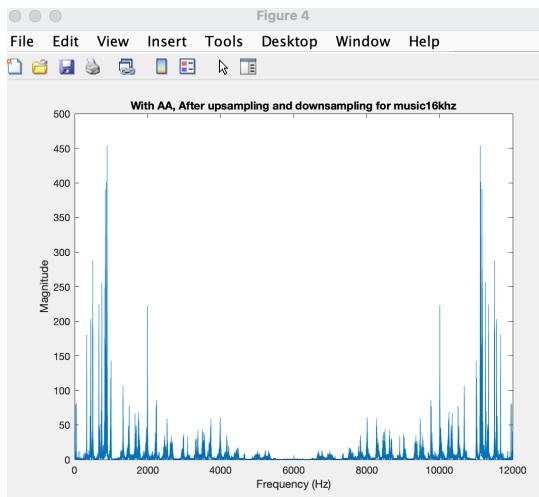 Figure 4
File Edit View Insert Tools Desktop Window Help
With AA, After upsampling and downsampling for music16khz
500
450
400
350
300
250
200
150
100
50
0
Magnitude
0 2000 4000 6000 8000 10000 12000
Frequency (Hz)